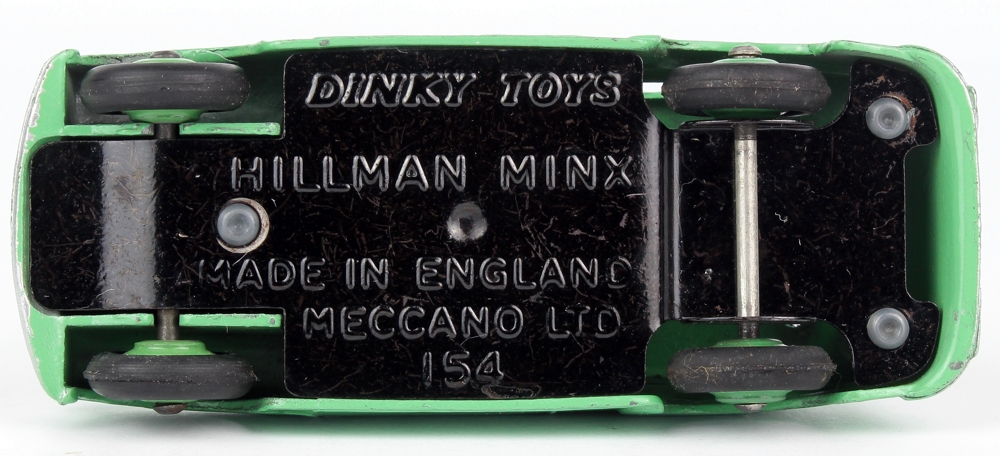 DINKY TOYS
HILLMAN MINX
MADE IN ENGLAND
MECCANO LTD
154